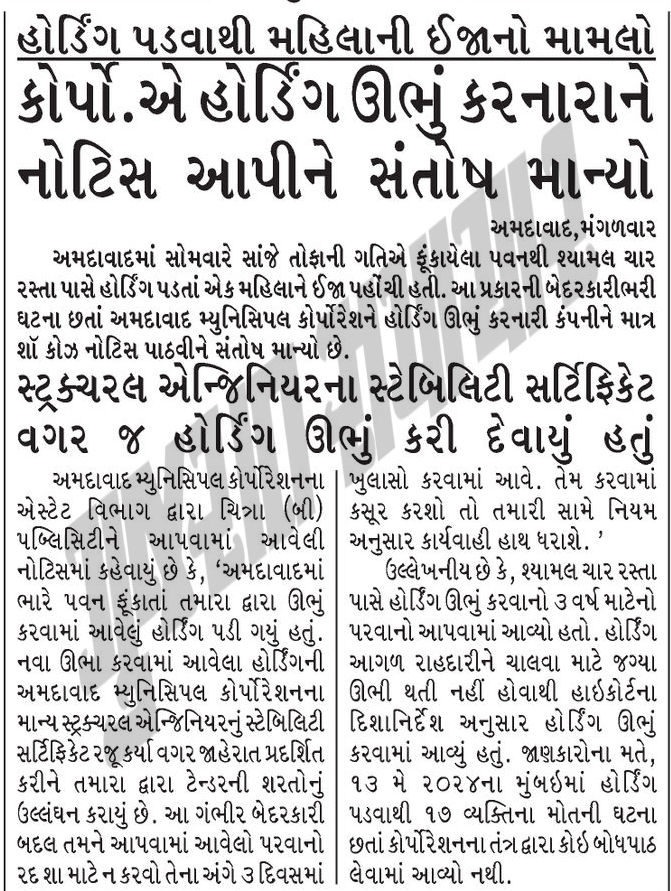 હોર્ડિંગ પડવાથી મહિલાની ઈજાનો મામલો
કોર્પો.એ હોર્ડિંગ ઊભું કરનારાને
નોટિસ આપીને સંતોષ માન્યો
અમદાવાદ,મંગળવાર
અમદાવાદમાં સોમવારે સાંજે તોફાની ગતિએ ફૂંકાયેલા પવનથી શ્યામલ ચાર
રસ્તા પાસે હોર્ડિંગ પડતાં એક મહિલાને ઈજા પહોંચી હતી. આ પ્રકારની બેદરકારીભરી
ઘટના છતાં અમદાવાદ મ્યુનિસિપલ કોર્પોરેશને હોર્ડિંગ ઊભું કરનારી કંપનીને માત્ર
શૉ કોઝ નોટિસ પાઠવીને સંતોષ માન્યો છે.
સ્ટ્રક્ચરલ એન્જિનિયરના સ્ટેબિલિટી સર્ટિફિકેટ
વગર જ હોર્ડિંગ ઊભું કરી દેવાયું હતું
અમદાવાદ મ્યુનિસિપલ કોર્પોરેશનના
એસ્ટેટ વિભાગ દ્વારા ચિત્રા (બી)
પબ્લિસિટીને આપવામાં આવેલી
નોટિસમાં કહેવાયું છે કે, ‘અમદાવાદમાં
ભારે પવન ફૂંકાતાં તમારા દ્વારા ઊભું
કરવામાં આવેલું હોર્ડિંગ પડી ગયું હતું.
નવા ઊભા કરવામાં આવેલા હોર્ડિંગની
અમદાવાદ મ્યુનિસિપલ કોર્પોરેશનના
માન્ય સ્ટ્રક્ચરલ એન્જિનિયરનું સ્ટેબિલિટી
સર્ટિફિકેટ રજૂ કર્યા વગર જાહેરાત પ્રદર્શિત
કરીને તમારા દ્વારા ટેન્ડરની શરતોનું
ઉલ્લંઘન કરાયું છે. આ ગંભીર બેદરકારી
બદલ તમને આપવામાં આવેલો પરવાનો
રદ શા માટે ન કરવો તેના અંગે ૩ દિવસમાં
ખુલાસો કરવામાં આવે. તેમ કરવામાં
કસૂર કરશો તો તમારી સામે નિયમ
અનુસાર કાર્યવાહી હાથ ધરાશે. ’
ઉલ્લેખનીય છે કે, શ્યામલ ચાર રસ્તા
પાસે હોર્ડિંગ ઊભું કરવાનો ૩ વર્ષ માટેનો
પરવાનો આપવામાં આવ્યો હતો. હોર્ડિંગ
આગળ રાહદારીને ચાલવા માટે જગ્યા
ઊભી થતી નહીં હોવાથી હાઇકોર્ટના
દિશાનિર્દેશ અનુસાર હોર્ડિંગ ઊભું
કરવામાં આવ્યું હતું. જાણકારોના મતે,
૧૩ મે ૨૦૨૪ના મુંબઇમાં હોર્ડિંગ
પડવાથી ૧૭ વ્યક્તિના મોતની ઘટના
છતાં કોર્પોરેશનના તંત્ર દ્વારા કોઇ બોધપાઠ
લેવામાં આવ્યો નથી.
ગુજરાત સમાચાર